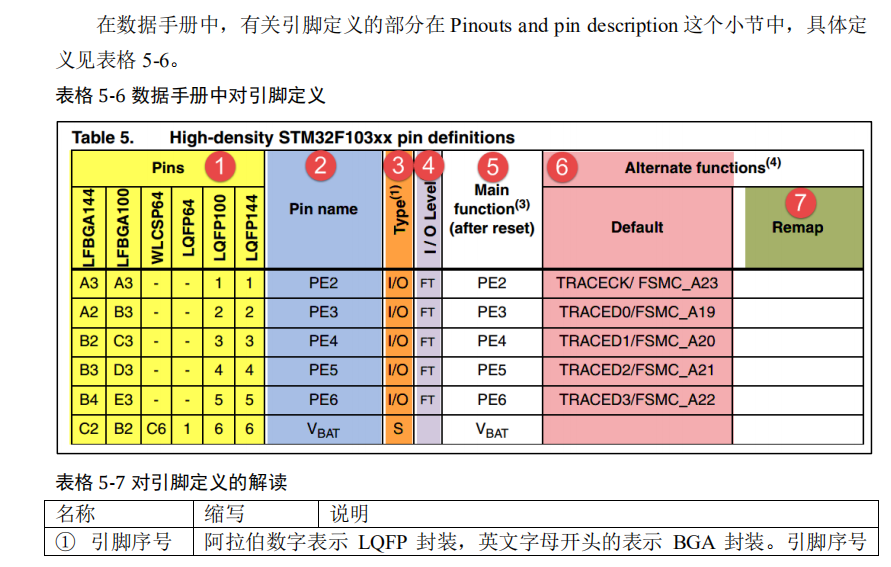 在数据手册中，有关引脚定义的部分在 Pinouts and pin description 这个小节中，具体定
义见表格 5-6。
表格 5-6 数据手册中对引脚定义
Table 5. High-density STM32F103xx pin definitions
Pins ① ② ③ ④ ⑤ ⑥ Alternate functions(4)
LFBGA144 LFBGA100 WLCSP64 LQFP64 LQFP100 LQFP144 Pin name Type(1) I / O Level Main function(3) (after reset) Default ⑦ Remap
A3 A3 - - 1 1 PE2 I/O FT PE2 TRACECK/ FSMC_A23
A2 B3 - - 2 2 PE3 I/O FT PE3 TRACED0/FSMC_A19
B2 C3 - - 3 3 PE4 I/O FT PE4 TRACED1/FSMC_A20
B3 D3 - - 4 4 PE5 I/O FT PE5 TRACED2/FSMC_A21
B4 E3 - - 5 5 PE6 I/O FT PE6 TRACED3/FSMC_A22
C2 B2 C6 1 6 6 VBAT S VBAT
表格 5-7 对引脚定义的解读
名称 缩写 说明
① 引脚序号 阿拉伯数字表示 LQFP 封装，英文字母开头的表示 BGA 封装。引脚序号